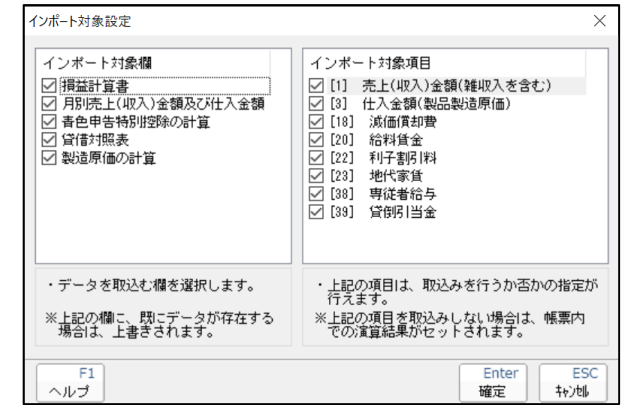 インポート対象設定
インポート対象欄
損益計算書
月別売上(収入)金額及び仕入金額
青色申告特別控除の計算
貸借対照表
製造原価の計算
インポート対象項目
[1] 売上(収入)金額(雑収入を含む)
[3] 仕入金額(製品製造原価)
[18] 減価償却費
[20] 給料賃金
[22] 利子割引料
[23] 地代家賃
[38] 専従者給与
[39] 貸倒引当金
・データを取込む欄を選択します。
※上記の欄に、既にデータが存在する
場合は、上書きされます。
・上記の項目は、取込みを行うか否かの指定が
行えます。
※上記の項目を取込みしない場合は、帳票内
での演算結果がセットされます。
F1
ヘルプ
Enter
確定
ESC
ｷｬﾝｾﾙ